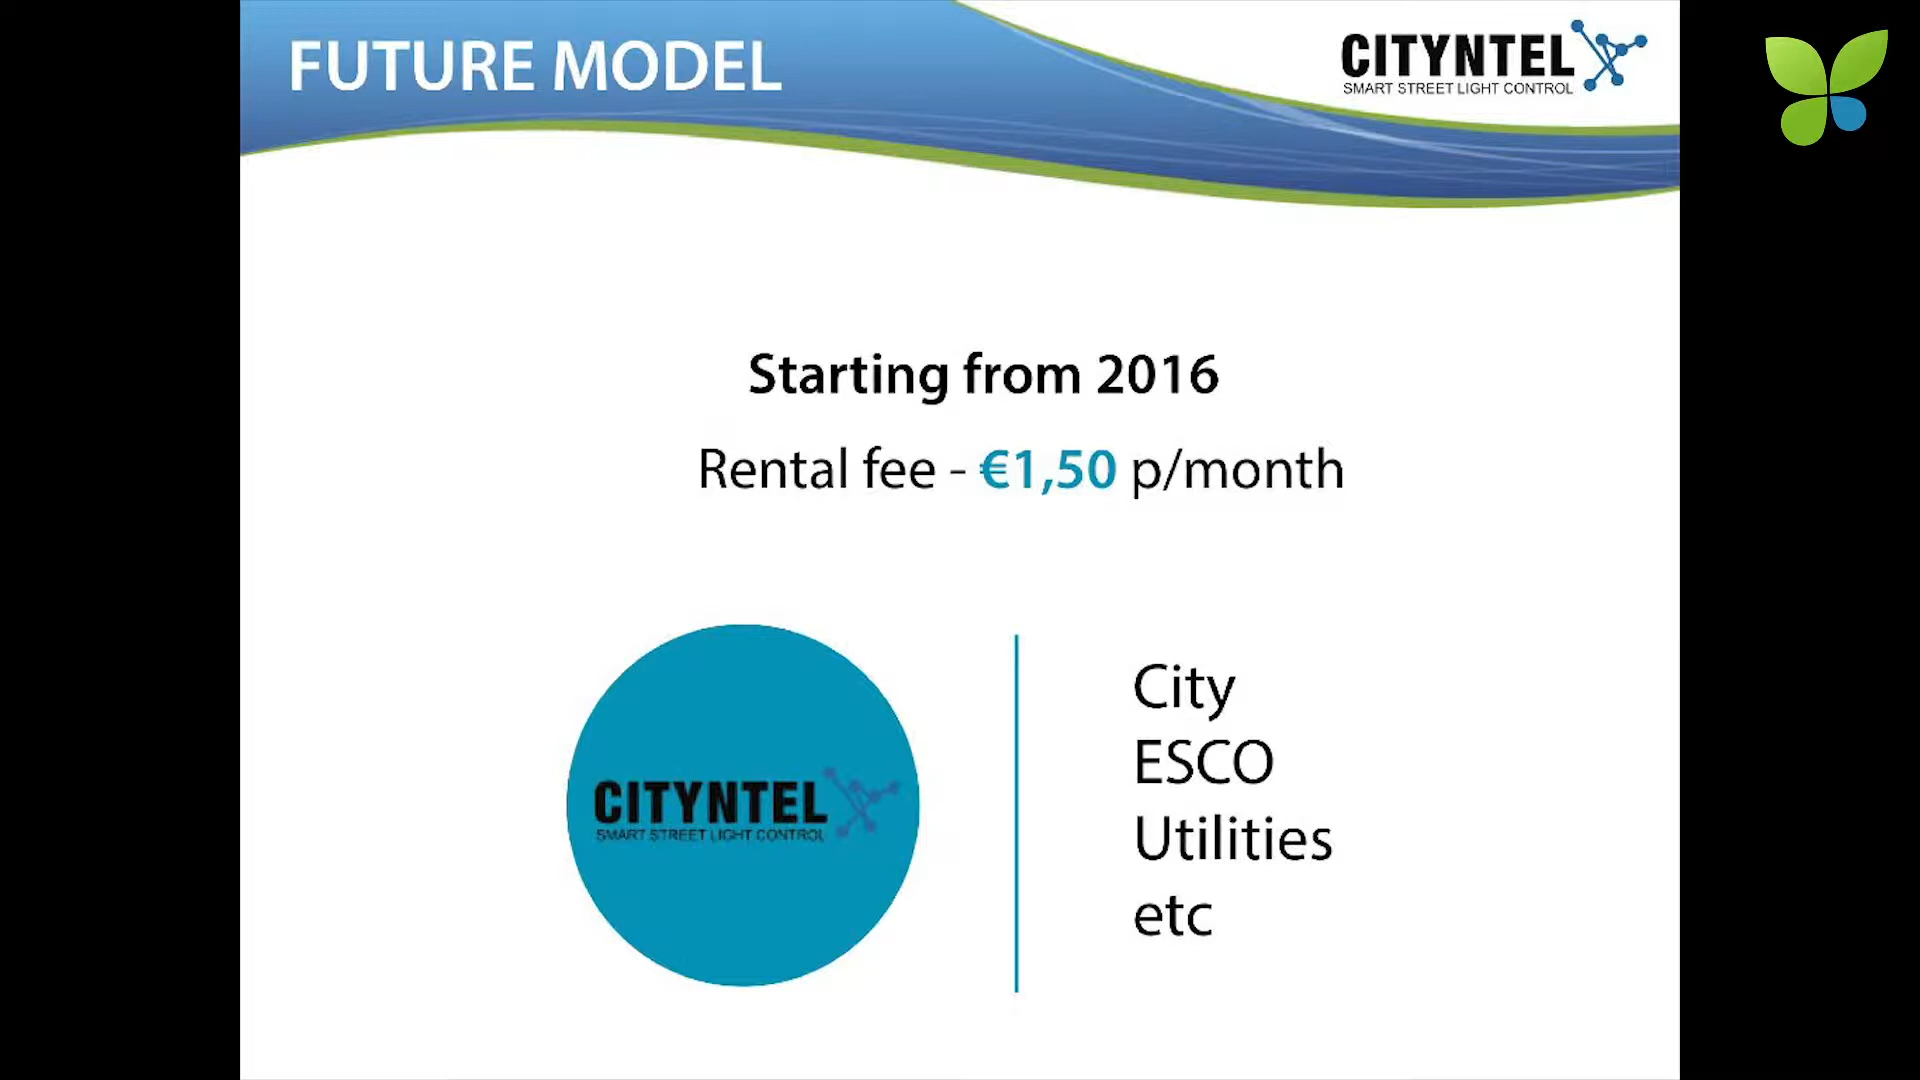 FUTURE MODEL
CITYNTEL
SMART STREET LIGHT CONTROL
Starting from 2016
Rental fee - €1,50 p/month
CITYNTEL
SMART STREET LIGHT CONTROL
City
ESCO
Utilities
etc